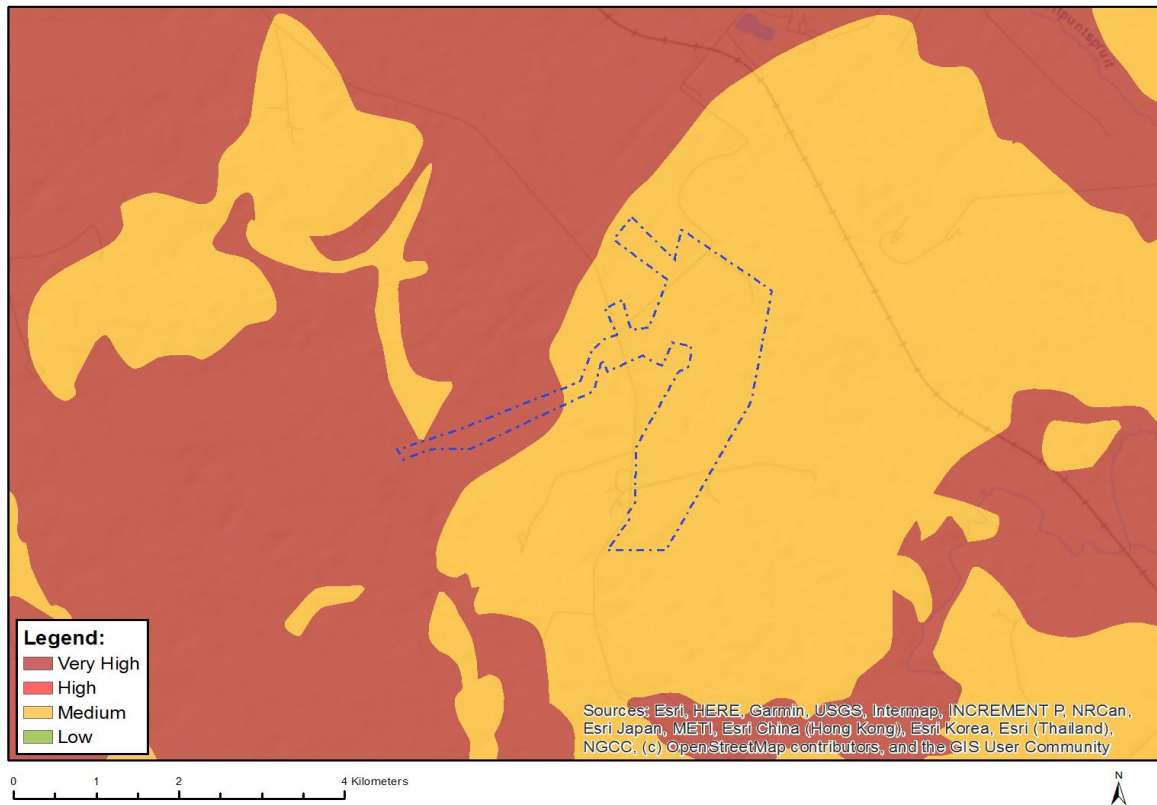 Legend:
Very High
High
Medium
Low
Sources: Esri, HERE, Garmin, USGS, Intermap, INCREMENT P, NRCan,
Esri Japan, METI, Esri China (Hong Kong), Esri Korea, Esri (Thailand),
NGCC, (c) OpenStreetMap contributors, and the GIS User Community
0 1 2 4 Kilometers
N